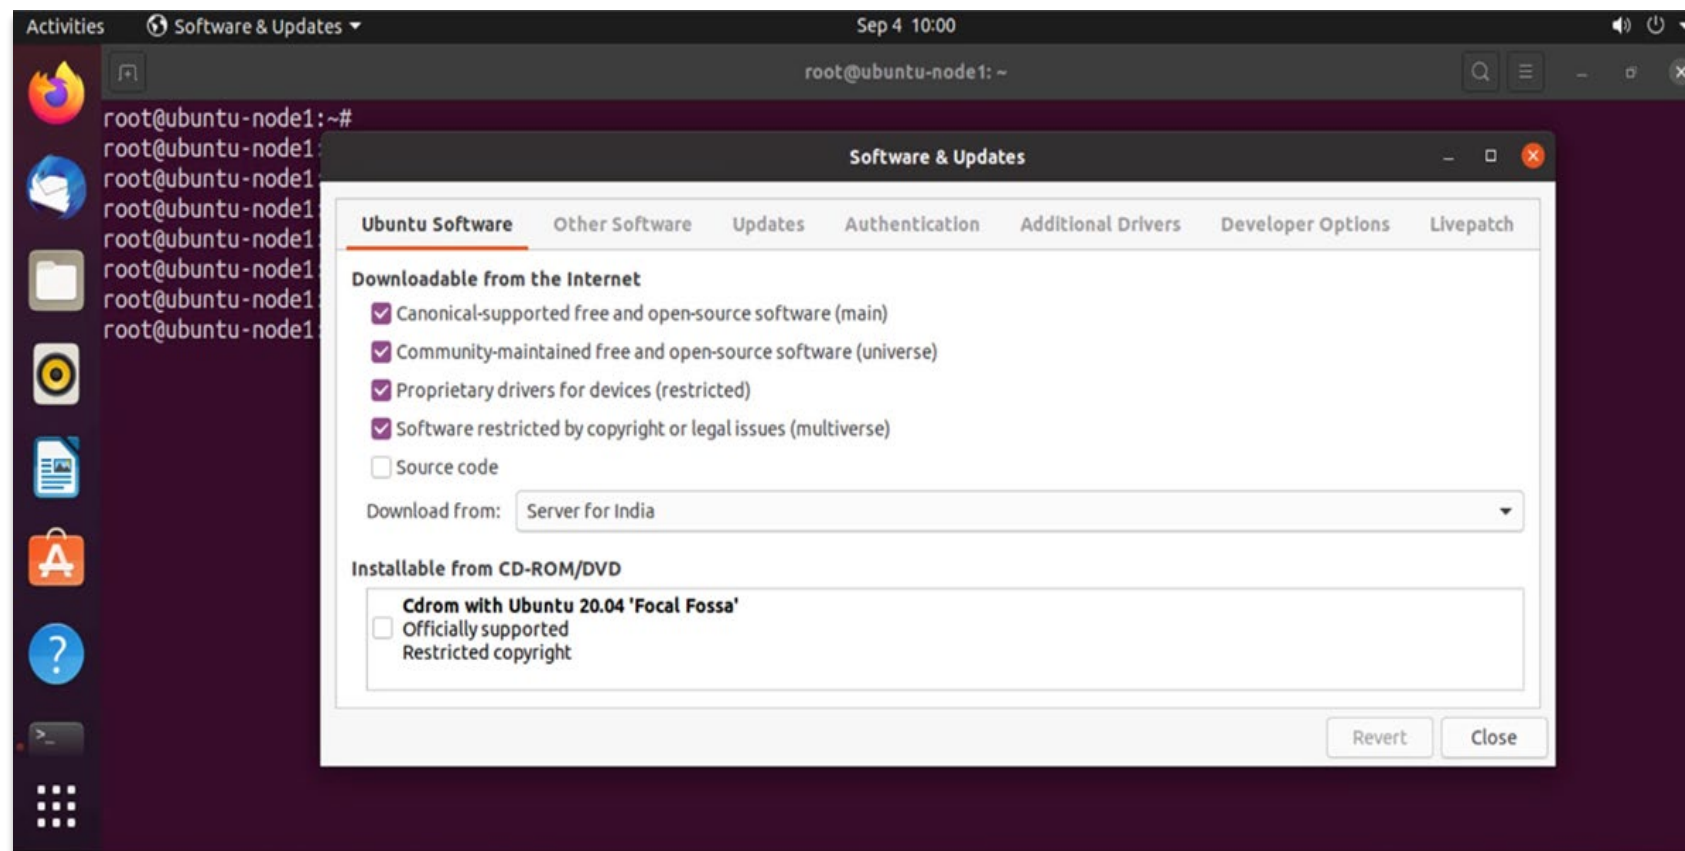 Activities Software & Updates Sep 4 10:00
root@ubuntu-node1: ~
root@ubuntu-node1:~#
root@ubuntu-node1:
root@ubuntu-node1:
root@ubuntu-node1:
root@ubuntu-node1:
root@ubuntu-node1:
root@ubuntu-node1:
root@ubuntu-node1:
Software & Updates
Ubuntu Software Other Software Updates Authentication Additional Drivers Developer Options Livepatch
Downloadable from the Internet
Canonical-supported free and open-source software (main)
Community-maintained free and open-source software (universe)
Proprietary drivers for devices (restricted)
Software restricted by copyright or legal issues (multiverse)
Source code
Download from: Server for India
Installable from CD-ROM/DVD
Cdrom with Ubuntu 20.04 'Focal Fossa'
Officially supported
Restricted copyright
Revert Close